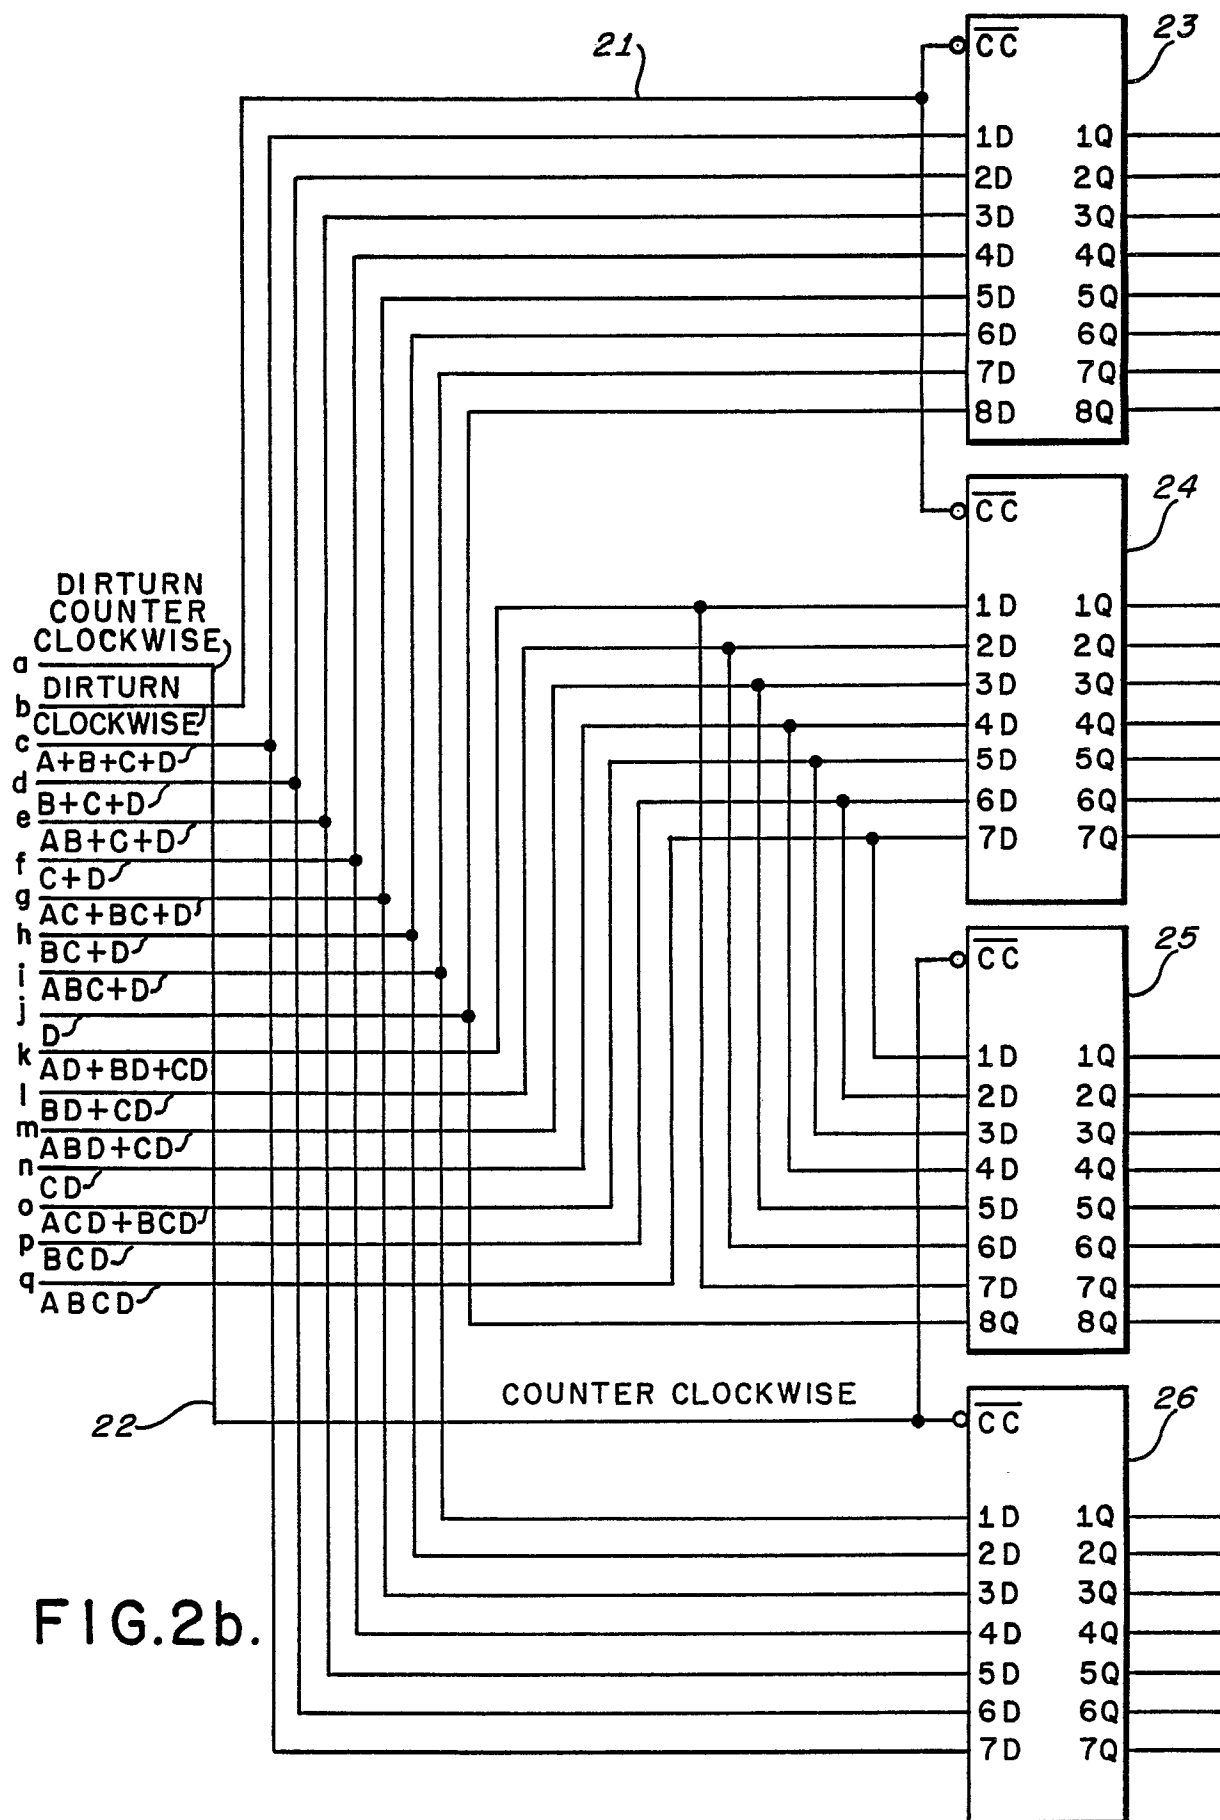 21
23
C̅C̅
1D 1Q
2D 2Q
3D 3Q
4D 4Q
5D 5Q
6D 6Q
7D 7Q
8D 8Q
24
C̅C̅
1D 1Q
2D 2Q
3D 3Q
4D 4Q
5D 5Q
6D 6Q
7D 7Q
DIRTURN
COUNTER
CLOCKWISE
a
DIRTURN
b
CLOCKWISE
c
A+B+C+D
d
B+C+D
e
AB+C+D
f
C+D
g
AC+BC+D
h
BC+D
i
ABC+D
j
D
k
AD+BD+CD
l
BD+CD
m
ABD+CD
n
CD
o
ACD+BCD
p
BCD
q
ABCD
25
C̅C̅
1D 1Q
2D 2Q
3D 3Q
4D 4Q
5D 5Q
6D 6Q
7D 7Q
8Q 8Q
22
COUNTER CLOCKWISE
26
C̅C̅
1D 1Q
2D 2Q
3D 3Q
4D 4Q
5D 5Q
6D 6Q
7D 7Q
FIG.2b.